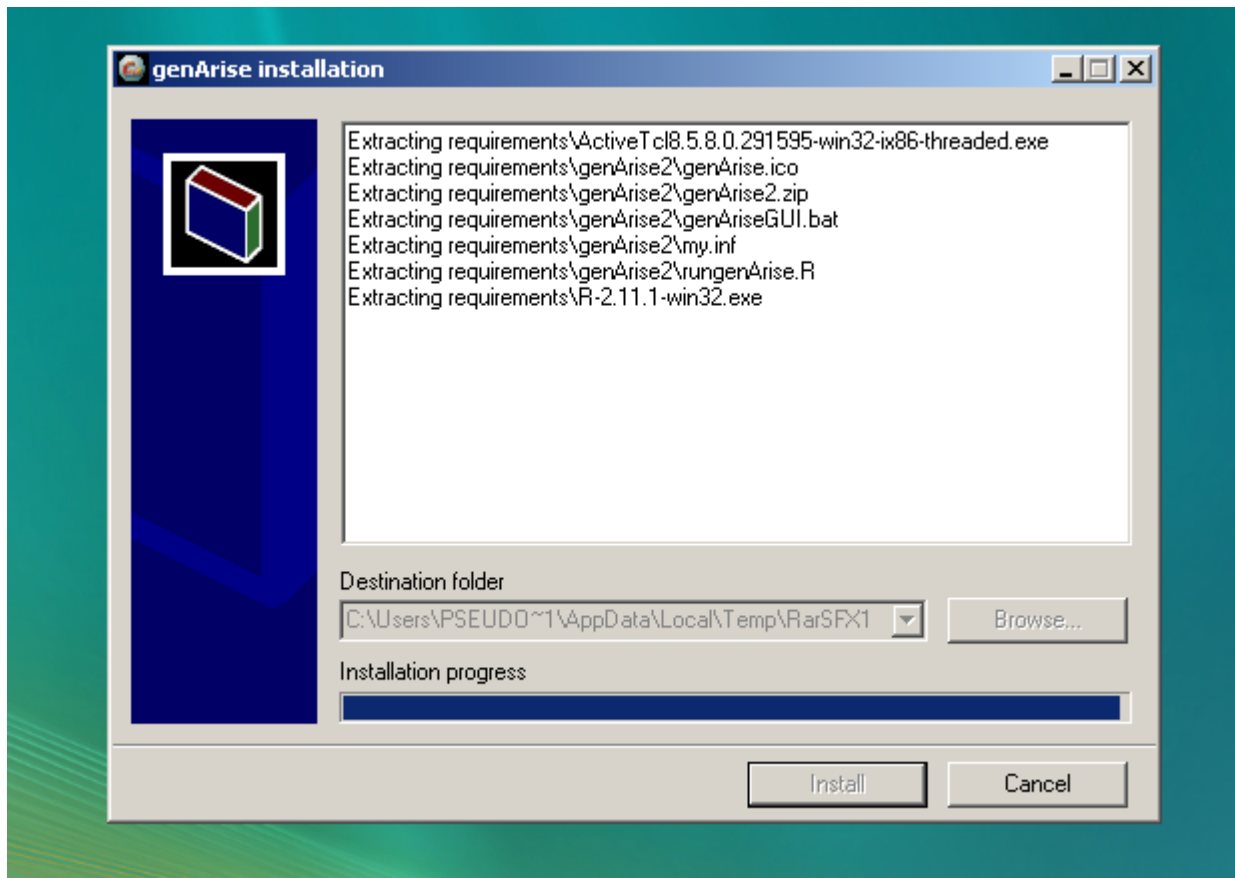 genArise installation
Extracting requirements\ActiveTcl8.5.8.0.291595-win32-ix86-threaded.exe
Extracting requirements\genArise2\genArise.ico
Extracting requirements\genArise2\genArise2.zip
Extracting requirements\genArise2\genAriseGUI.bat
Extracting requirements\genArise2\my.inf
Extracting requirements\genArise2\rungenArise.R
Extracting requirements\R-2.11.1-win32.exe
Destination folder
C:\Users\PSEUDO~1\AppData\Local\Temp\RarSFX1
Browse...
Installation progress
Install
Cancel